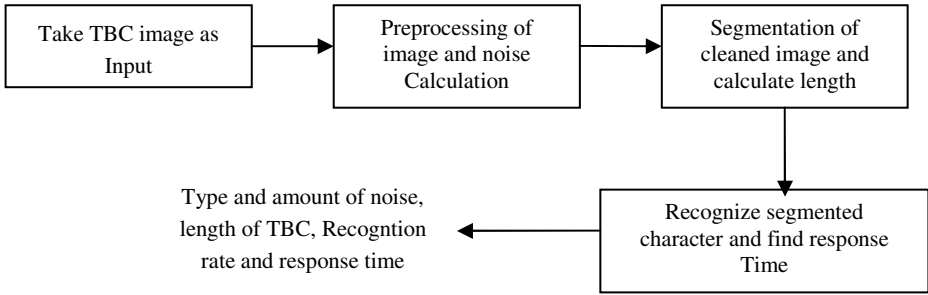 Take TBC image as
Input
Preprocessing of
image and noise
Calculation
Segmentation of
cleaned image and
calculate length
Recognize segmented
character and find response
Time
Type and amount of noise,
length of TBC, Recogntion
rate and response time